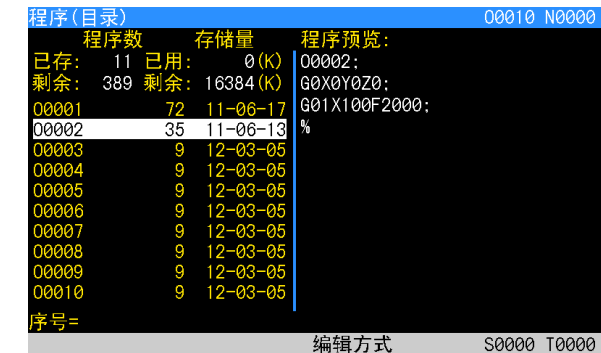 程序(目录) O0010 N0000
程序数 存储量 程序预览:
已存: 11 已用: 0(K) O0002;
剩余: 389 剩余: 16384(K) G0X0Y0Z0;
O0001 72 11-06-17 G01X100F2000;
O0002 35 11-06-13 %
O0003 9 12-03-05
O0004 9 12-03-05
O0005 9 12-03-05
O0006 9 12-03-05
O0007 9 12-03-05
O0008 9 12-03-05
O0009 9 12-03-05
O0010 9 12-03-05
序号=
编辑方式 S0000 T0000